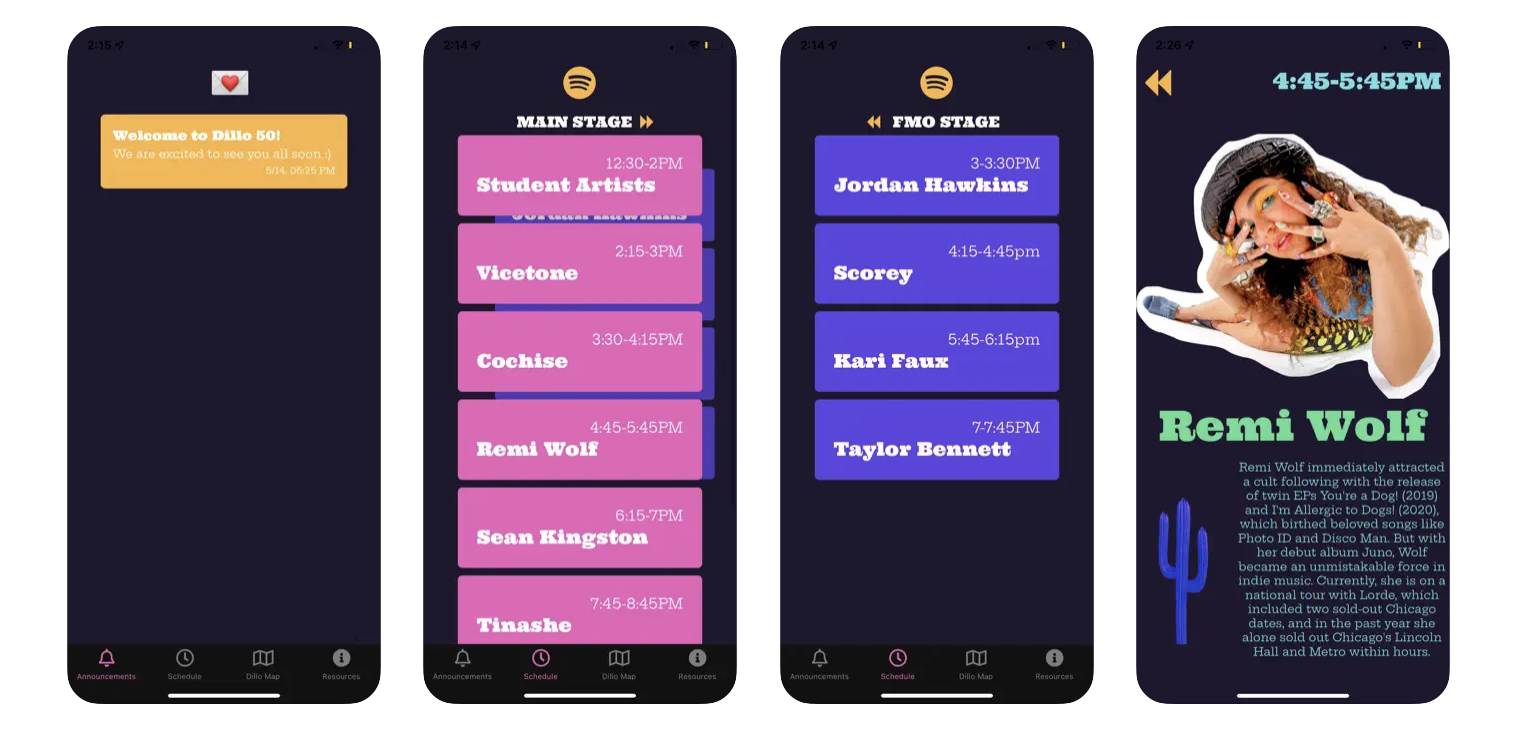 2:15
Welcome to Dillo 50!
We are excited to see you all soon :)
5/14, 06:25 PM
Announcements
Schedule
Dillo Map
Resources
2:14
MAIN STAGE
12:30-2PM
Student Artists
Jordan Hawkins
2:15-3PM
Vicetone
3:30-4:15PM
Cochise
4:45-5:45PM
Remi Wolf
6:15-7PM
Sean Kingston
7:45-8:45PM
Tinashe
Announcements
Schedule
Dillo Map
Resources
2:14
FMO STAGE
3-3:30PM
Jordan Hawkins
4:15-4:45pm
Scorey
5:45-6:15pm
Kari Faux
7-7:45PM
Taylor Bennett
Announcements
Schedule
Dillo Map
Resources
2:26
4:45-5:45PM
Remi Wolf
Remi Wolf immediately attracted
a cult following with the release
of twin EPs You're a Dog! (2019)
and I'm Allergic to Dogs! (2020),
which birthed beloved songs like
Photo ID and Disco Man. But with
her debut album Juno, Wolf
became an unmistakable force in
indie music. Currently, she is on a
national tour with Lorde, which
included two sold-out Chicago
dates, and in the past year she
alone sold out Chicago's Lincoln
Hall and Metro within hours.